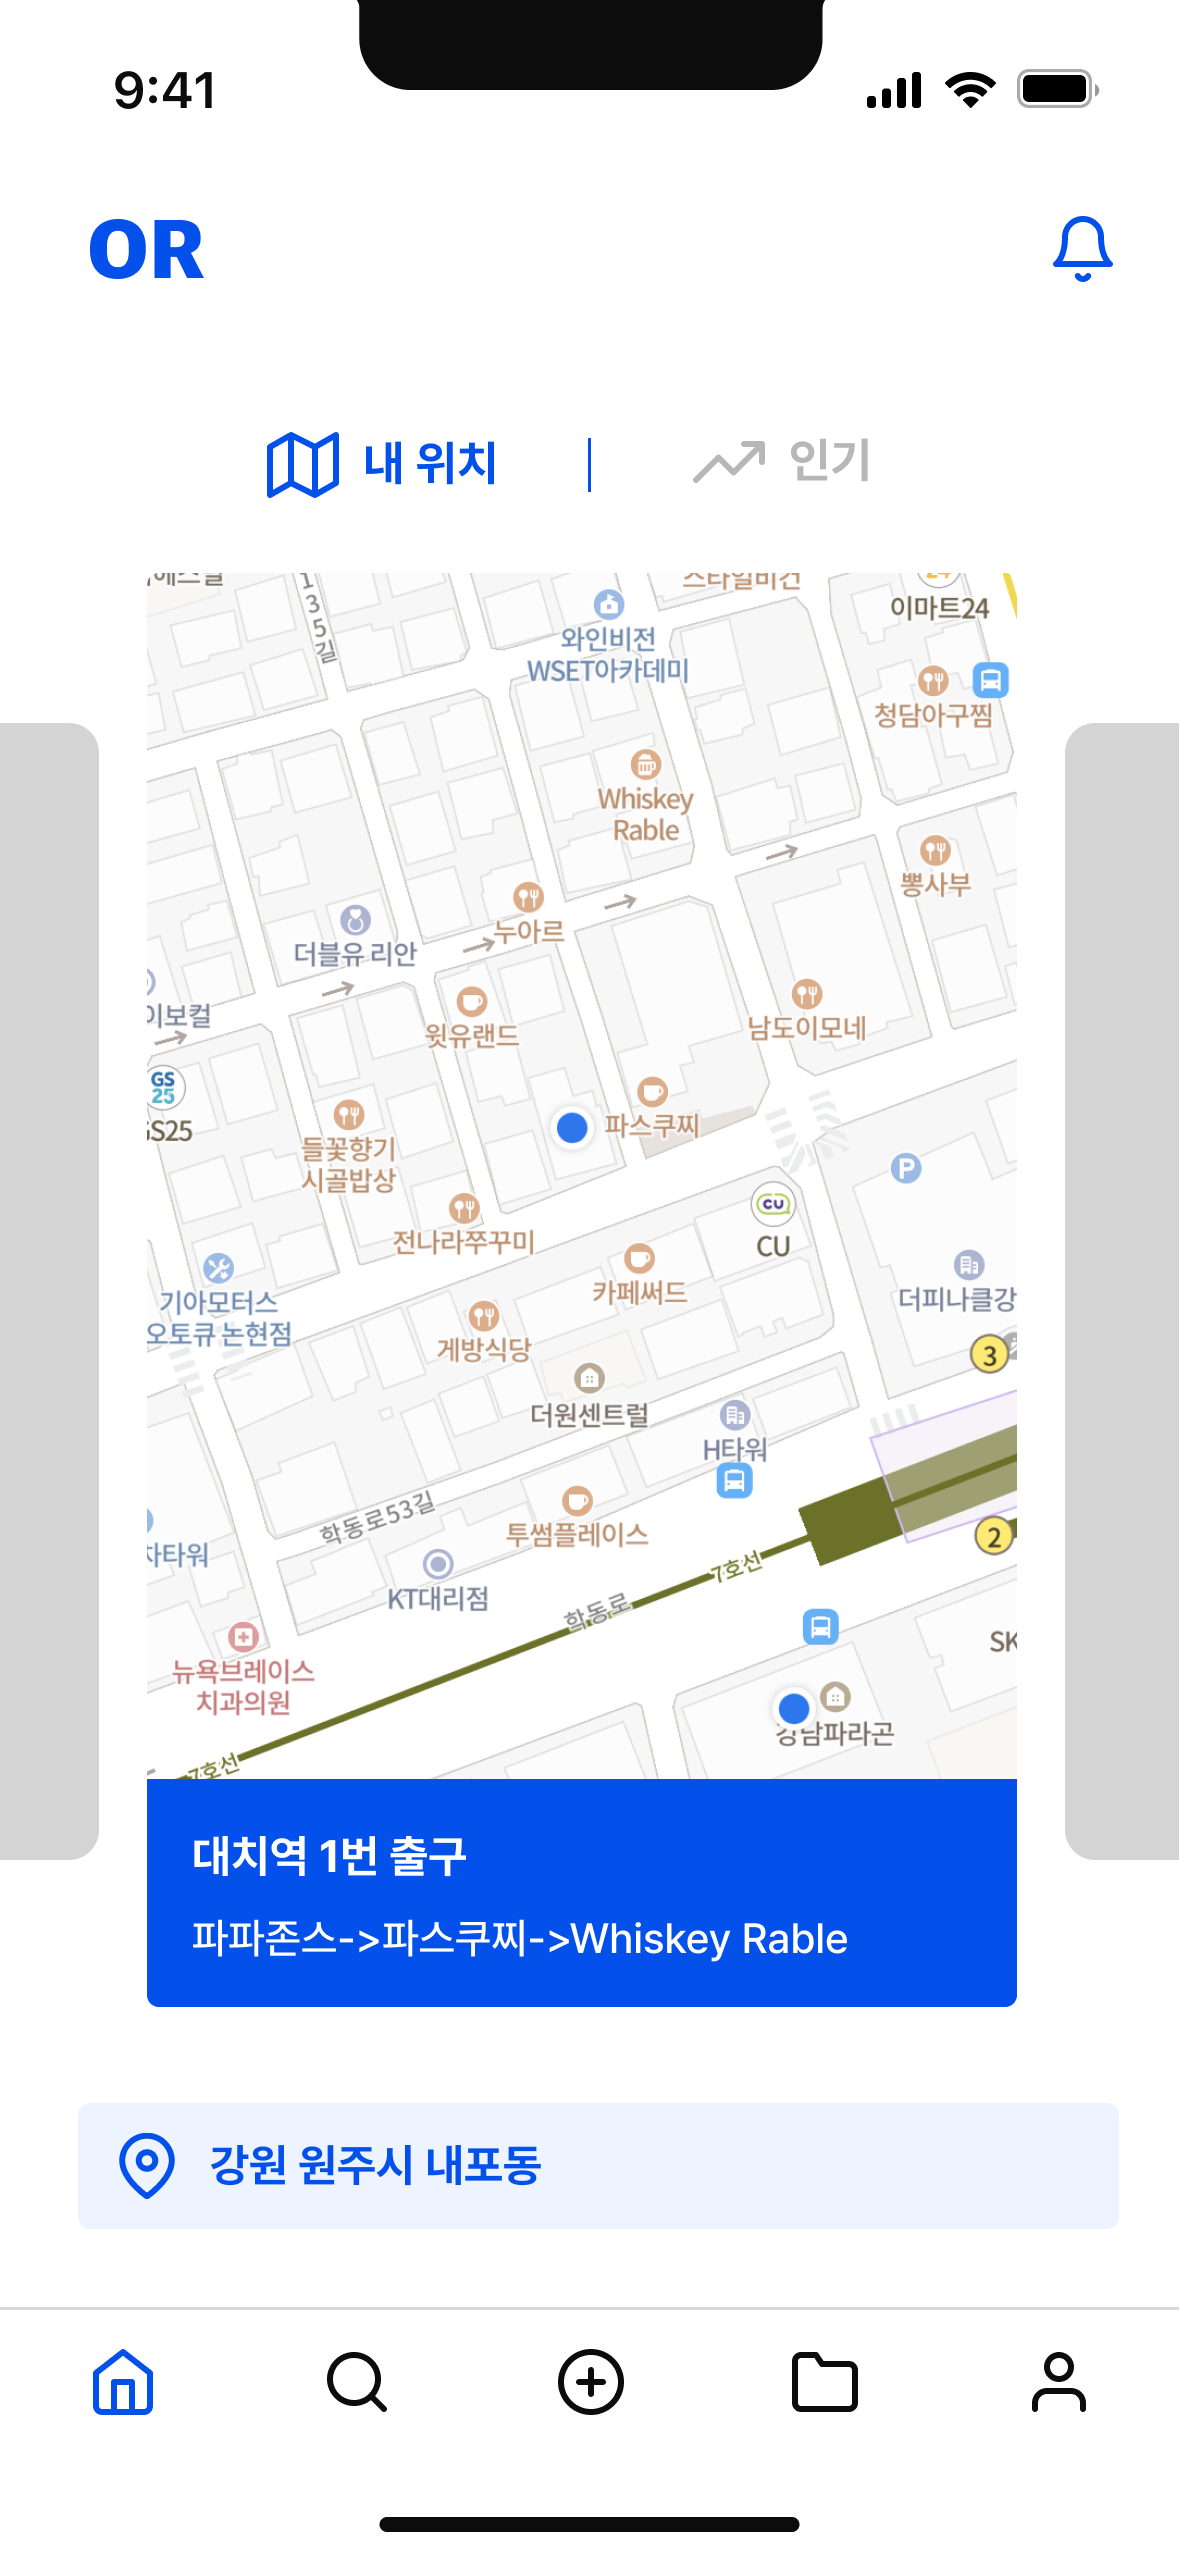 9:41
OR
내 위치
인기
135길
이마트24
와인비전
WSET아카데미
청담아구찜
Whiskey
Rable
뽕사부
누아르
더블유 리안
이보컬
윗유랜드
남도이모네
GS
25
GS25
들꽃향기
시골밥상
파스쿠찌
P
전나라쭈꾸미
CU
CU
카페써드
기아모터스
오토큐 논현점
더피나클강
게방식당
3
더원센트럴
H타워
학동로53길
투썸플레이스
2
차타워
7호선
KT대리점
학동로
SK
뉴욕브레이스
치과의원
강남파라곤
7호선
대치역 1번 출구
파파존스->파스쿠찌->Whiskey Rable
강원 원주시 내포동